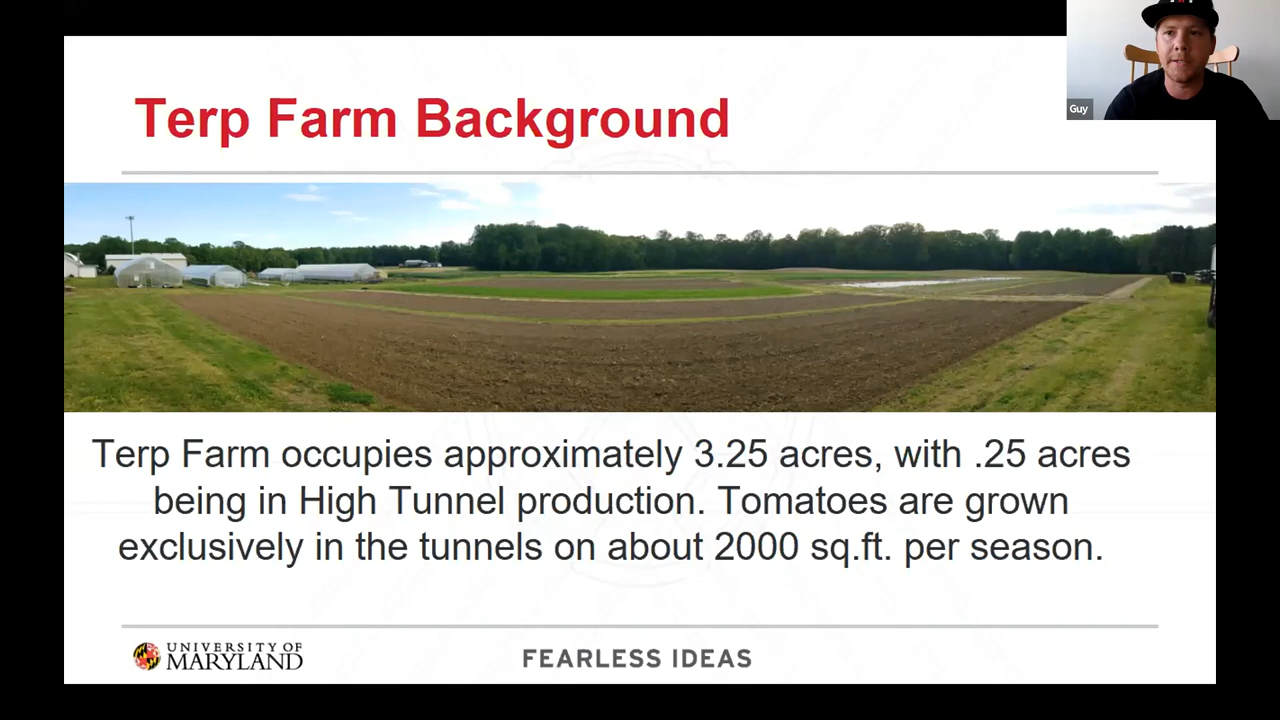 Terp Farm Background
Guy
Terp Farm occupies approximately 3.25 acres, with .25 acres
being in High Tunnel production. Tomatoes are grown
exclusively in the tunnels on about 2000 sq.ft. per season.
UNIVERSITY OF
MARYLAND
FEARLESS IDEAS